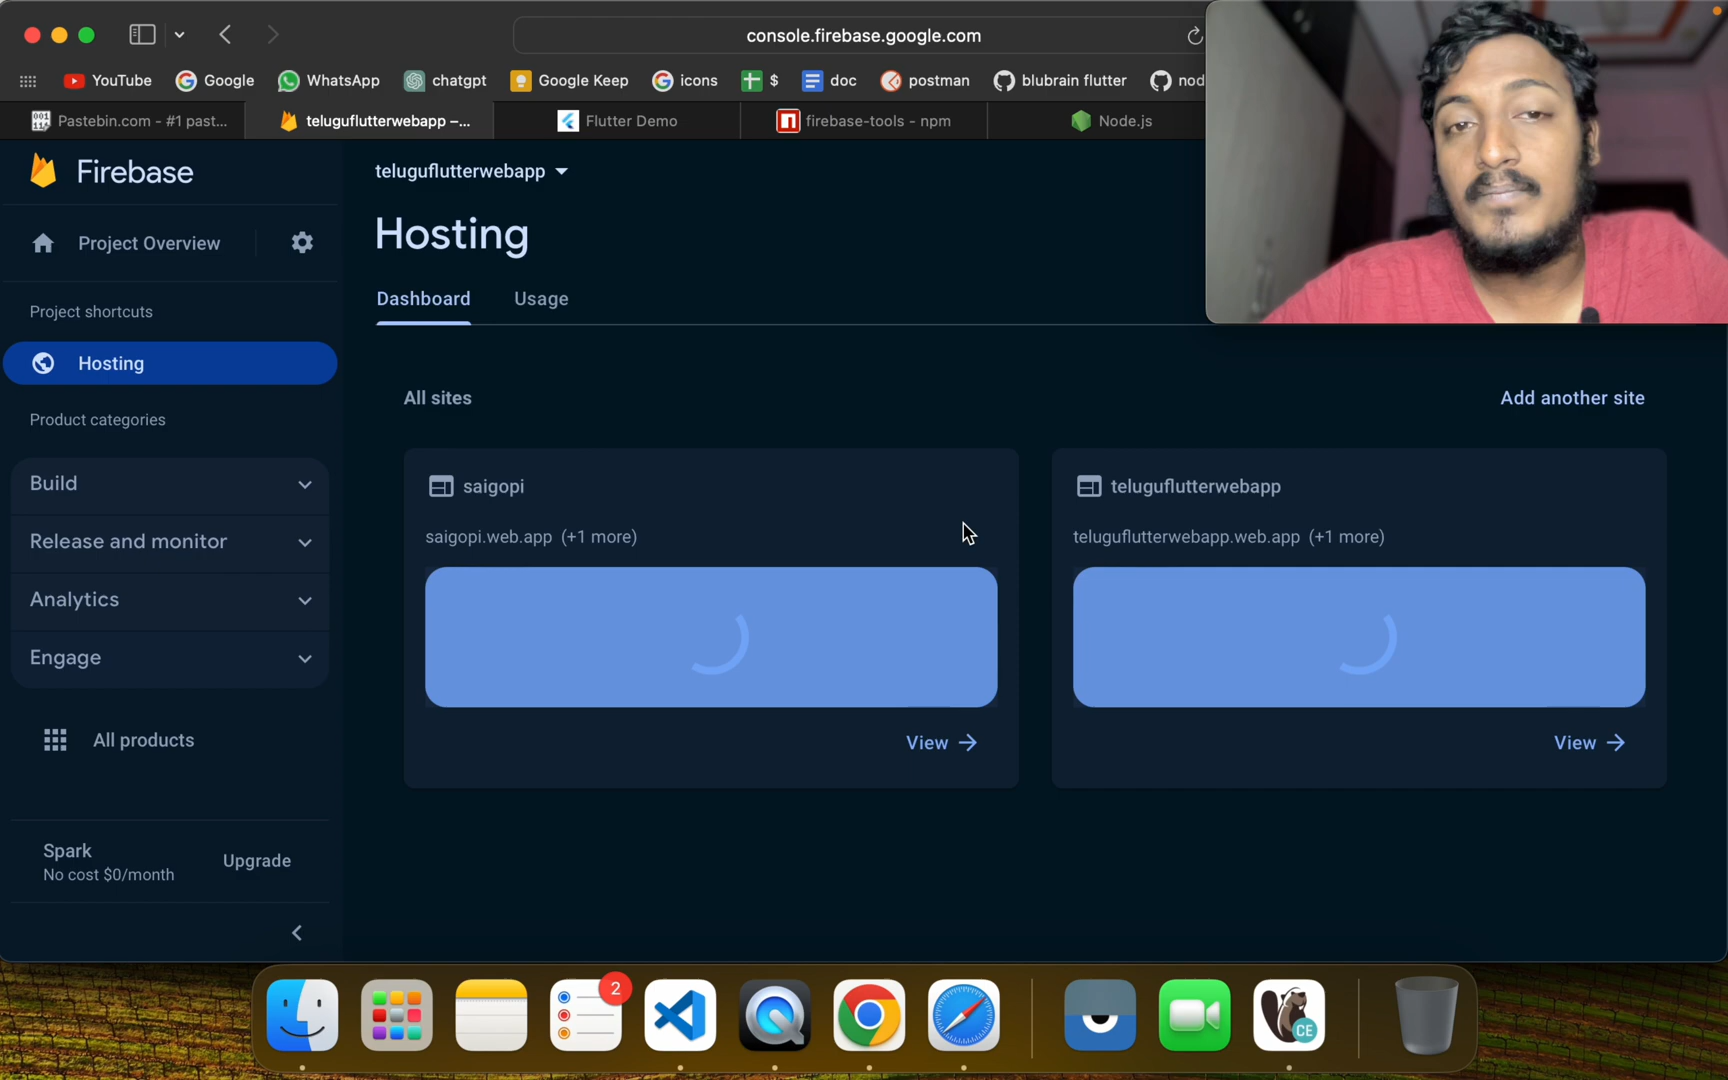 console.firebase.google.com
YouTube Google WhatsApp chatgpt Google Keep icons $ doc postman blubrain flutter nod
Pastebin.com - #1 past... teluguflutterwebapp –... Flutter Demo firebase-tools - npm Node.js
Firebase
Project Overview
Project shortcuts
Hosting
Product categories
Build
Release and monitor
Analytics
Engage
All products
Spark
No cost $0/month
Upgrade
teluguflutterwebapp
Hosting
Dashboard Usage
All sites
Add another site
saigopi
saigopi.web.app (+1 more)
View
teluguflutterwebapp
teluguflutterwebapp.web.app (+1 more)
View
2
CE